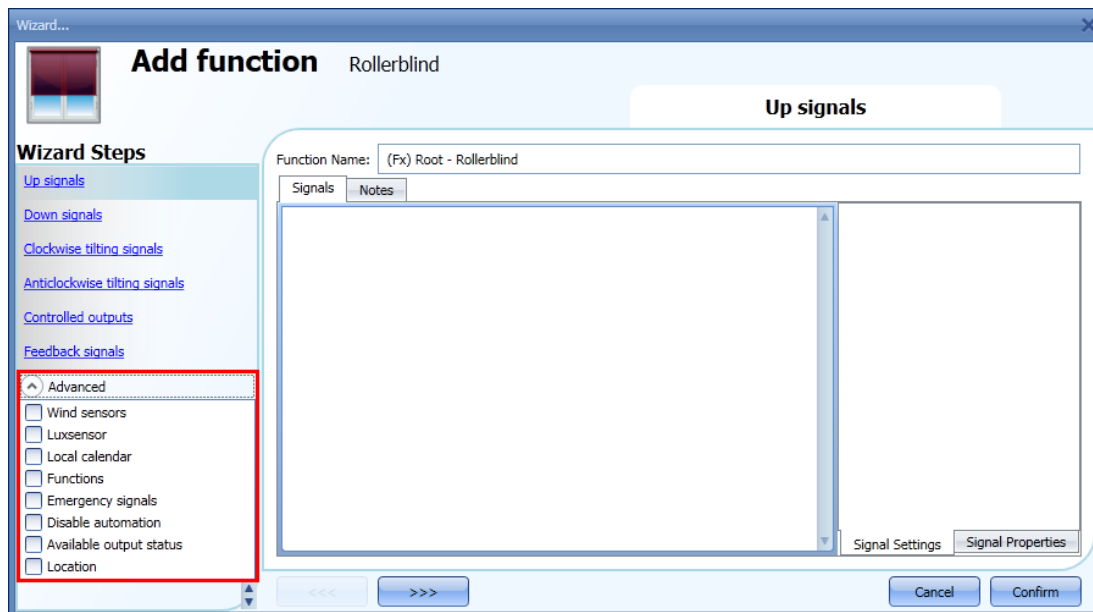 Wizard...
Add function Rollerblind
Up signals
Wizard Steps
Up signals
Down signals
Clockwise tilting signals
Anticlockwise tilting signals
Controlled outputs
Feedback signals
Advanced
Wind sensors
Luxsensor
Local calendar
Functions
Emergency signals
Disable automation
Available output status
Location
Function Name: (Fx) Root - Rollerblind
Signals Notes
Signal Settings Signal Properties
<<< >>> Cancel Confirm